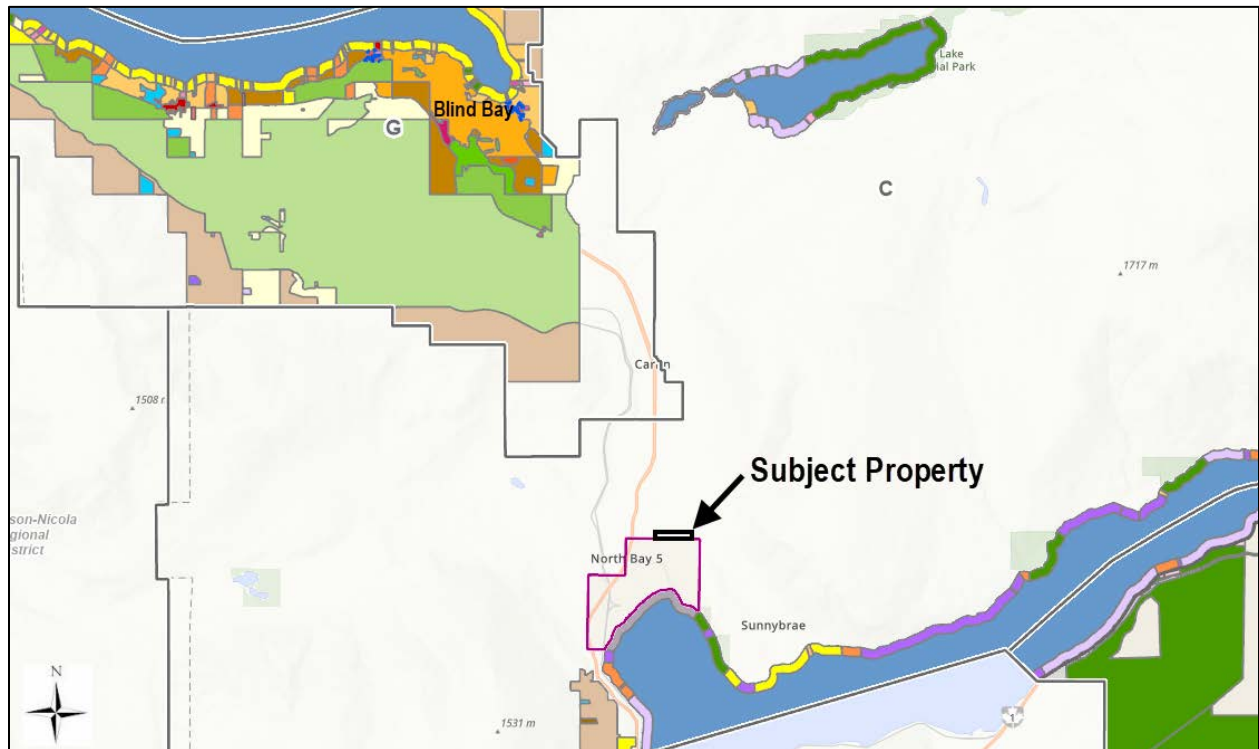 Lake
ial Park
Blind Bay
G
C
1717 m
Carlin
1508
Subject Property
son-Nicola
gional
strict
North Bay 5
Sunnybrae
N
1531 m
1